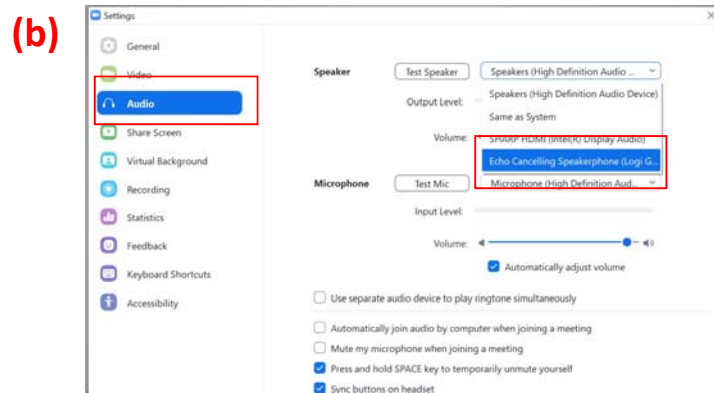 (b)
Settings
General
Video
Audio
Share Screen
Virtual Background
Recording
Statistics
Feedback
Keyboard Shortcuts
Accessibility
Speaker
Test Speaker
Speakers (High Definition Audio ...
Speakers (High Definition Audio Device)
Output Level:
Same as System
Volume:
SHARP HDMI (Intel(R) Display Audio)
Echo Cancelling Speakerphone (Logi G...
Microphone
Test Mic
Microphone (High Definition Aud...
Input Level:
Volume:
Automatically adjust volume
Use separate audio device to play ringtone simultaneously
Automatically join audio by computer when joining a meeting
Mute my microphone when joining a meeting
Press and hold SPACE key to temporarily unmute yourself
Sync buttons on headset